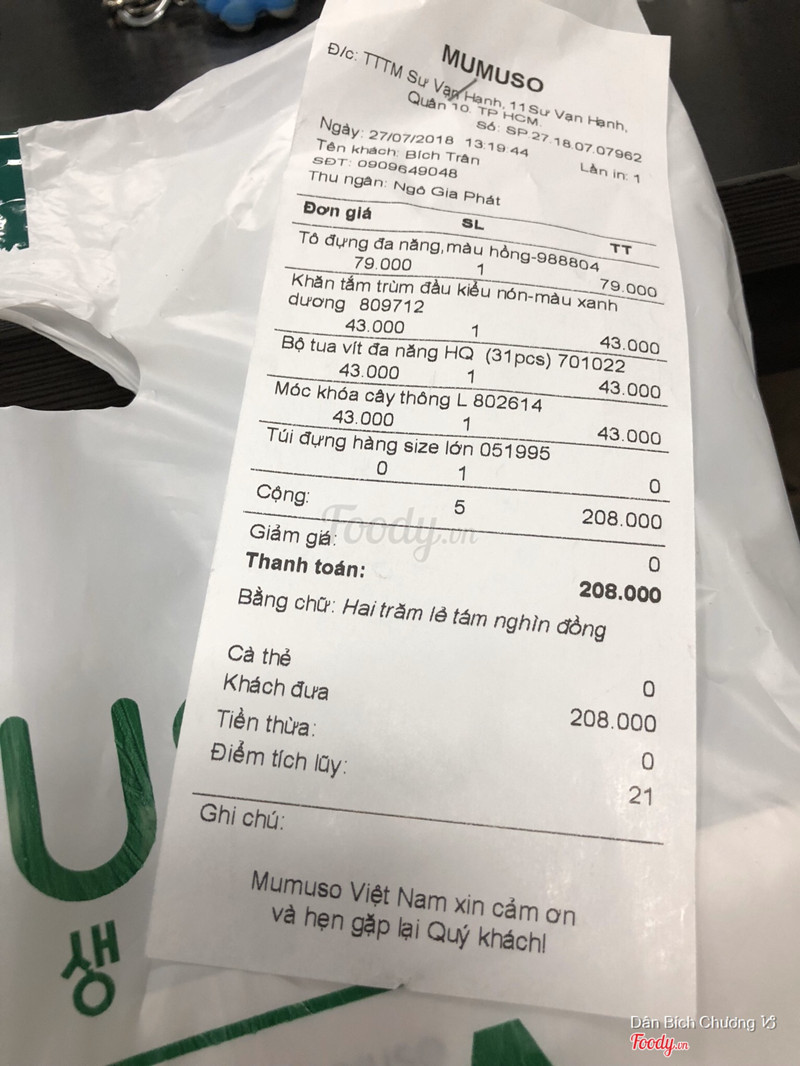 MUMUSO
Đ/c: TTTM Sư Vạn Hạnh, 11 Sư Vạn Hạnh,
Quận 10. TP HCM.
Số: SP.27.18.07.07962
Ngày: 27/07/2018 13:19:44
Lần in: 1
Tên khách: Bích Trân
SĐT: 0909649048
Thu ngân: Ngô Gia Phát
Đơn giá SL TT
Tô đựng đa năng,màu hồng-988804
79.000 1 79.000
Khăn tắm trùm đầu kiểu nón-màu xanh
dương 809712
43.000 1 43.000
Bộ tua vít đa năng HQ (31pcs) 701022
43.000 1 43.000
Móc khóa cây thông L 802614
43.000 1 43.000
Túi đựng hàng size lớn 051995
0 1 0
Cộng: 5 208.000
Giảm giá: 0
Thanh toán: 208.000
Bằng chữ: Hai trăm lẻ tám nghìn đồng
Cà thẻ 0
Khách đưa 208.000
Tiền thừa: 0
Điểm tích lũy: 21
Ghi chú:
Mumuso Việt Nam xin cảm ơn
và hẹn gặp lại Quý khách!
Foody.vn
U
생
Dân Bích Chương
Foody.vn